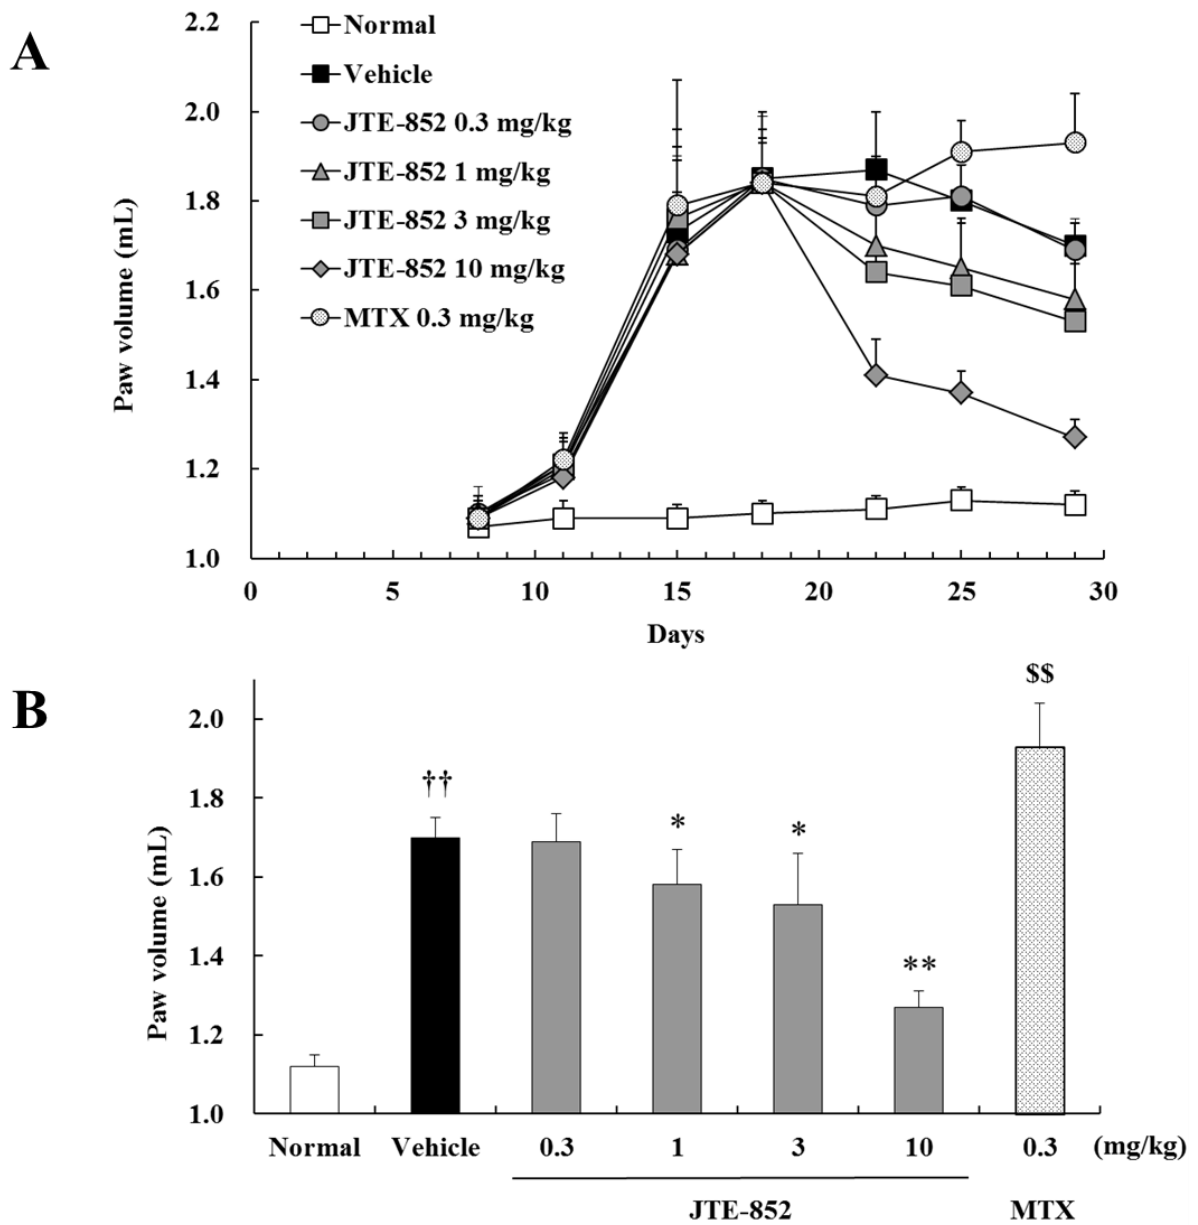 A
2.2
2.0
1.8
1.6
1.4
1.2
1.0
Paw volume (mL)
Normal
Vehicle
JTE-852 0.3 mg/kg
JTE-852 1 mg/kg
JTE-852 3 mg/kg
JTE-852 10 mg/kg
MTX 0.3 mg/kg
0 5 10 15 20 25 30
Days
B
2.0
1.8
1.6
1.4
1.2
1.0
Paw volume (mL)
††
*
*
**
$$
Normal Vehicle 0.3 1 3 10 0.3 (mg/kg)
JTE-852 MTX